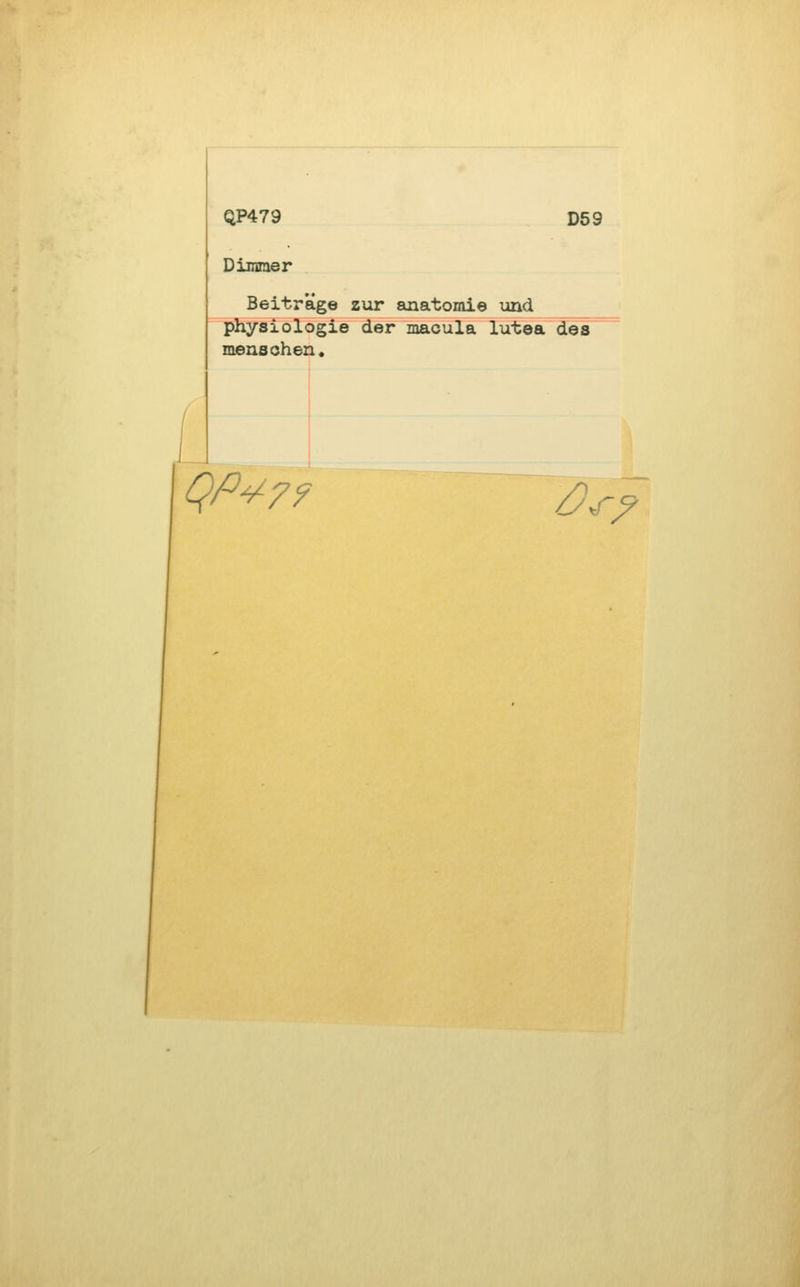 QP479 D59
Dimmer
Beiträge zur anatomie und
physiologie der macula lutea des
menschen.
QP479 D59